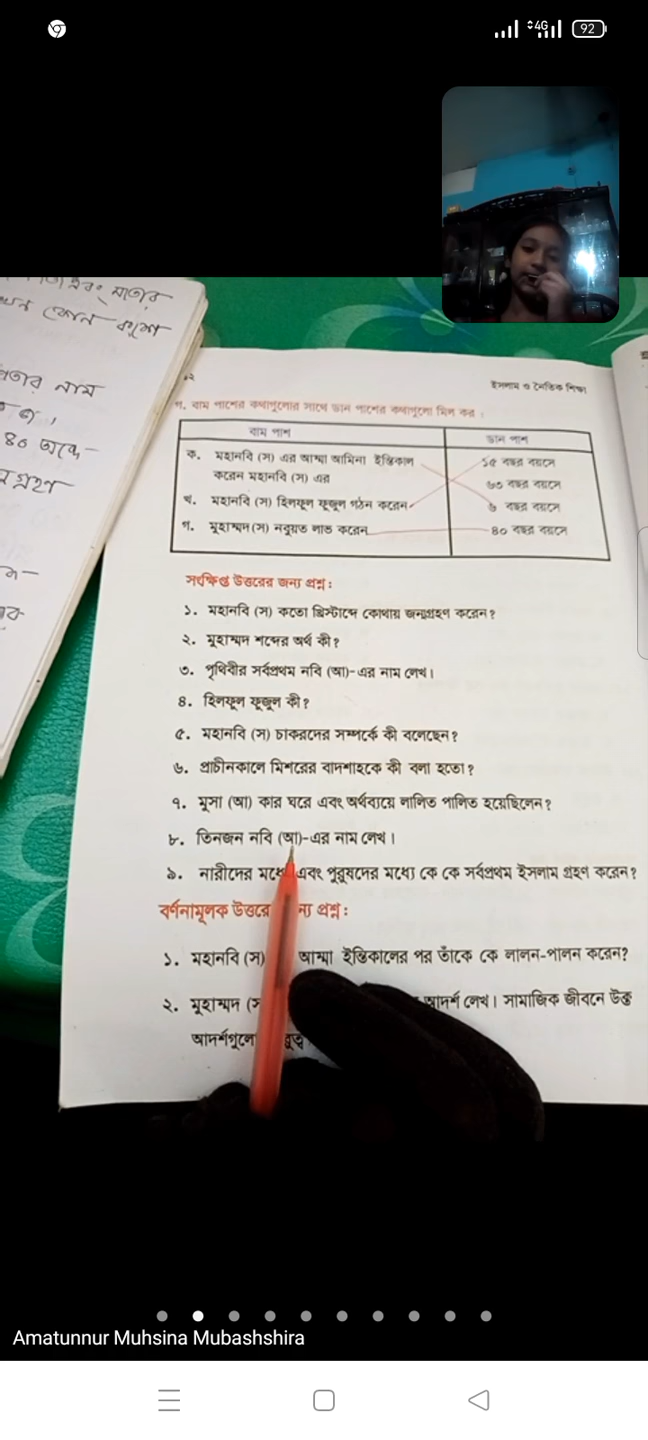 4G
92
ইসলাম ও নৈতিক শিক্ষা
গ. বাম পাশের কথাগুলোর সাথে ডান পাশের কথাগুলো মিল কর :
বাম পাশ
ডান পাশ
ক. মহানবি (স) এর আম্মা আমিনা ইন্তিকাল
করেন মহানবি (স) এর
১৫ বছর বয়সে
৬৩ বছর বয়সে
খ. মহানবি (স) হিলফুল ফুজুল গঠন করেন
৬ বছর বয়সে
গ. মুহাম্মদ (স) নবুয়ত লাভ করেন
৪০ বছর বয়সে
সংক্ষিপ্ত উত্তরের জন্য প্রশ্ন :
১. মহানবি (স) কতো খ্রিস্টাব্দে কোথায় জন্মগ্রহণ করেন?
২. মুহাম্মদ শব্দের অর্থ কী?
৩. পৃথিবীর সর্বপ্রথম নবি (আ)-এর নাম লেখ।
৪. হিলফুল ফুজুল কী?
৫. মহানবি (স) চাকরদের সম্পর্কে কী বলেছেন?
৬. প্রাচীনকালে মিশরের বাদশাহকে কী বলা হতো?
৭. মুসা (আ) কার ঘরে এবং অর্থব্যয়ে লালিত পালিত হয়েছিলেন?
৮. তিনজন নবি (আ)-এর নাম লেখ।
৯. নারীদের মধ্যে এবং পুরুষদের মধ্যে কে কে সর্বপ্রথম ইসলাম গ্রহণ করেন?
বর্ণনামূলক উত্তরে ন্য প্রশ্ন :
১. মহানবি (স) আম্মা ইন্তিকালের পর তাঁকে কে লালন-পালন করেন?
২. মুহাম্মদ (স আদর্শ লেখ। সামাজিক জীবনে উক্ত
আদর্শগুলো
নাম
৪০ অব্দে
গ্রহণ
Amatunnur Muhsina Mubashshira